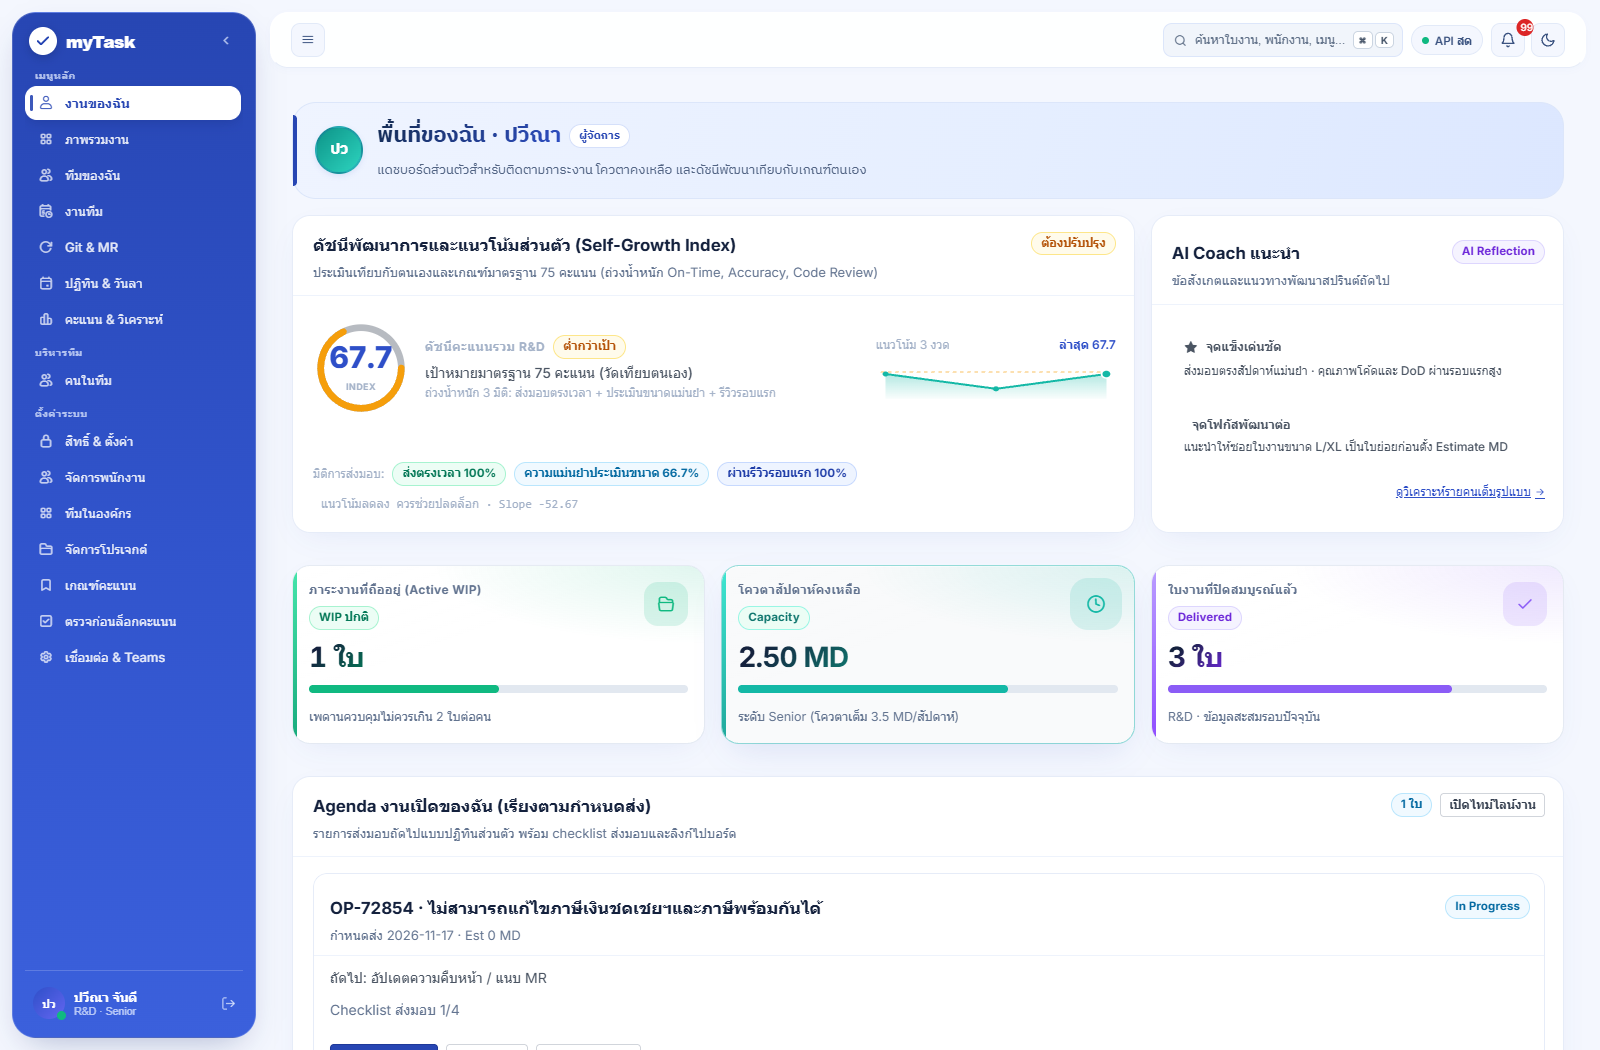 myTask
เมนูหลัก
งานของฉัน
ภาพรวมงาน
ทีมของฉัน
งานทีม
Git & MR
ปฏิทิน & วันลา
คะแนน & วิเคราะห์
บริหารทีม
คนในทีม
ตั้งค่าระบบ
สิทธิ์ & ตั้งค่า
จัดการพนักงาน
ทีมในองค์กร
จัดการโปรเจกต์
เกณฑ์คะแนน
ตรวจก่อนล็อกคะแนน
เชื่อมต่อ & Teams
ปวีณา จันดี
ปว
R&D · Senior
ค้นหาใบงาน, พนักงาน, เมนู... ⌘ K
API สด
99
ปว
พื้นที่ของฉัน · ปวีณา ผู้จัดการ
แดชบอร์ดส่วนตัวสำหรับติดตามภาระงาน โควตาคงเหลือ และดัชนีพัฒนาเทียบกับเกณฑ์ตนเอง
ดัชนีพัฒนาการและแนวโน้มส่วนตัว (Self-Growth Index) ต้องปรับปรุง
ประเมินเทียบกับตนเองและเกณฑ์มาตรฐาน 75 คะแนน (ถ่วงน้ำหนัก On-Time, Accuracy, Code Review)
67.7
INDEX
ดัชนีคะแนนรวม R&D ต่ำกว่าเป้า
เป้าหมายมาตรฐาน 75 คะแนน (วัดเทียบตนเอง)
ถ่วงน้ำหนัก 3 มิติ: ส่งมอบตรงเวลา + ประเมินขนาดแม่นยำ + รีวิวรอบแรก
แนวโน้ม 3 งวด ล่าสุด 67.7
มิติการส่งมอบ: ส่งตรงเวลา 100% ความแม่นยำประเมินขนาด 66.7% ผ่านรีวิวรอบแรก 100%
แนวโน้มลดลง ควรช่วยปลดล็อก · Slope -52.67
AI Coach แนะนำ AI Reflection
ข้อสังเกตและแนวทางพัฒนาสปรินต์ถัดไป
★ จุดแข็งเด่นชัด
ส่งมอบตรงสัปดาห์แม่นยำ · คุณภาพโค้ดและ DoD ผ่านรอบแรกสูง
จุดโฟกัสพัฒนาต่อ
แนะนำให้ซอยใบงานขนาด L/XL เป็นใบย่อยก่อนตั้ง Estimate MD
ดูวิเคราะห์รายคนเต็มรูปแบบ →
ภาระงานที่ถืออยู่ (Active WIP)
WIP ปกติ
1 ใบ
เพดานควบคุมไม่ควรเกิน 2 ใบต่อคน
โควตาสัปดาห์คงเหลือ
Capacity
2.50 MD
ระดับ Senior (โควตาเต็ม 3.5 MD/สัปดาห์)
ใบงานที่ปิดสมบูรณ์แล้ว
Delivered
3 ใบ
R&D · ข้อมูลสะสมรอบปัจจุบัน
Agenda งานเปิดของฉัน (เรียงตามกำหนดส่ง) 1 ใบ เปิดไทม์ไลน์งาน
รายการส่งมอบถัดไปแบบปฏิทินส่วนตัว พร้อม checklist ส่งมอบและลิงก์ไปบอร์ด
OP-72854 · ไม่สามารถแก้ไขภาษีเงินชดเชยฯและภาษีพร้อมกันได้ In Progress
กำหนดส่ง 2026-11-17 · Est 0 MD
ถัดไป: อัปเดตความคืบหน้า / แนบ MR
Checklist ส่งมอบ 1/4